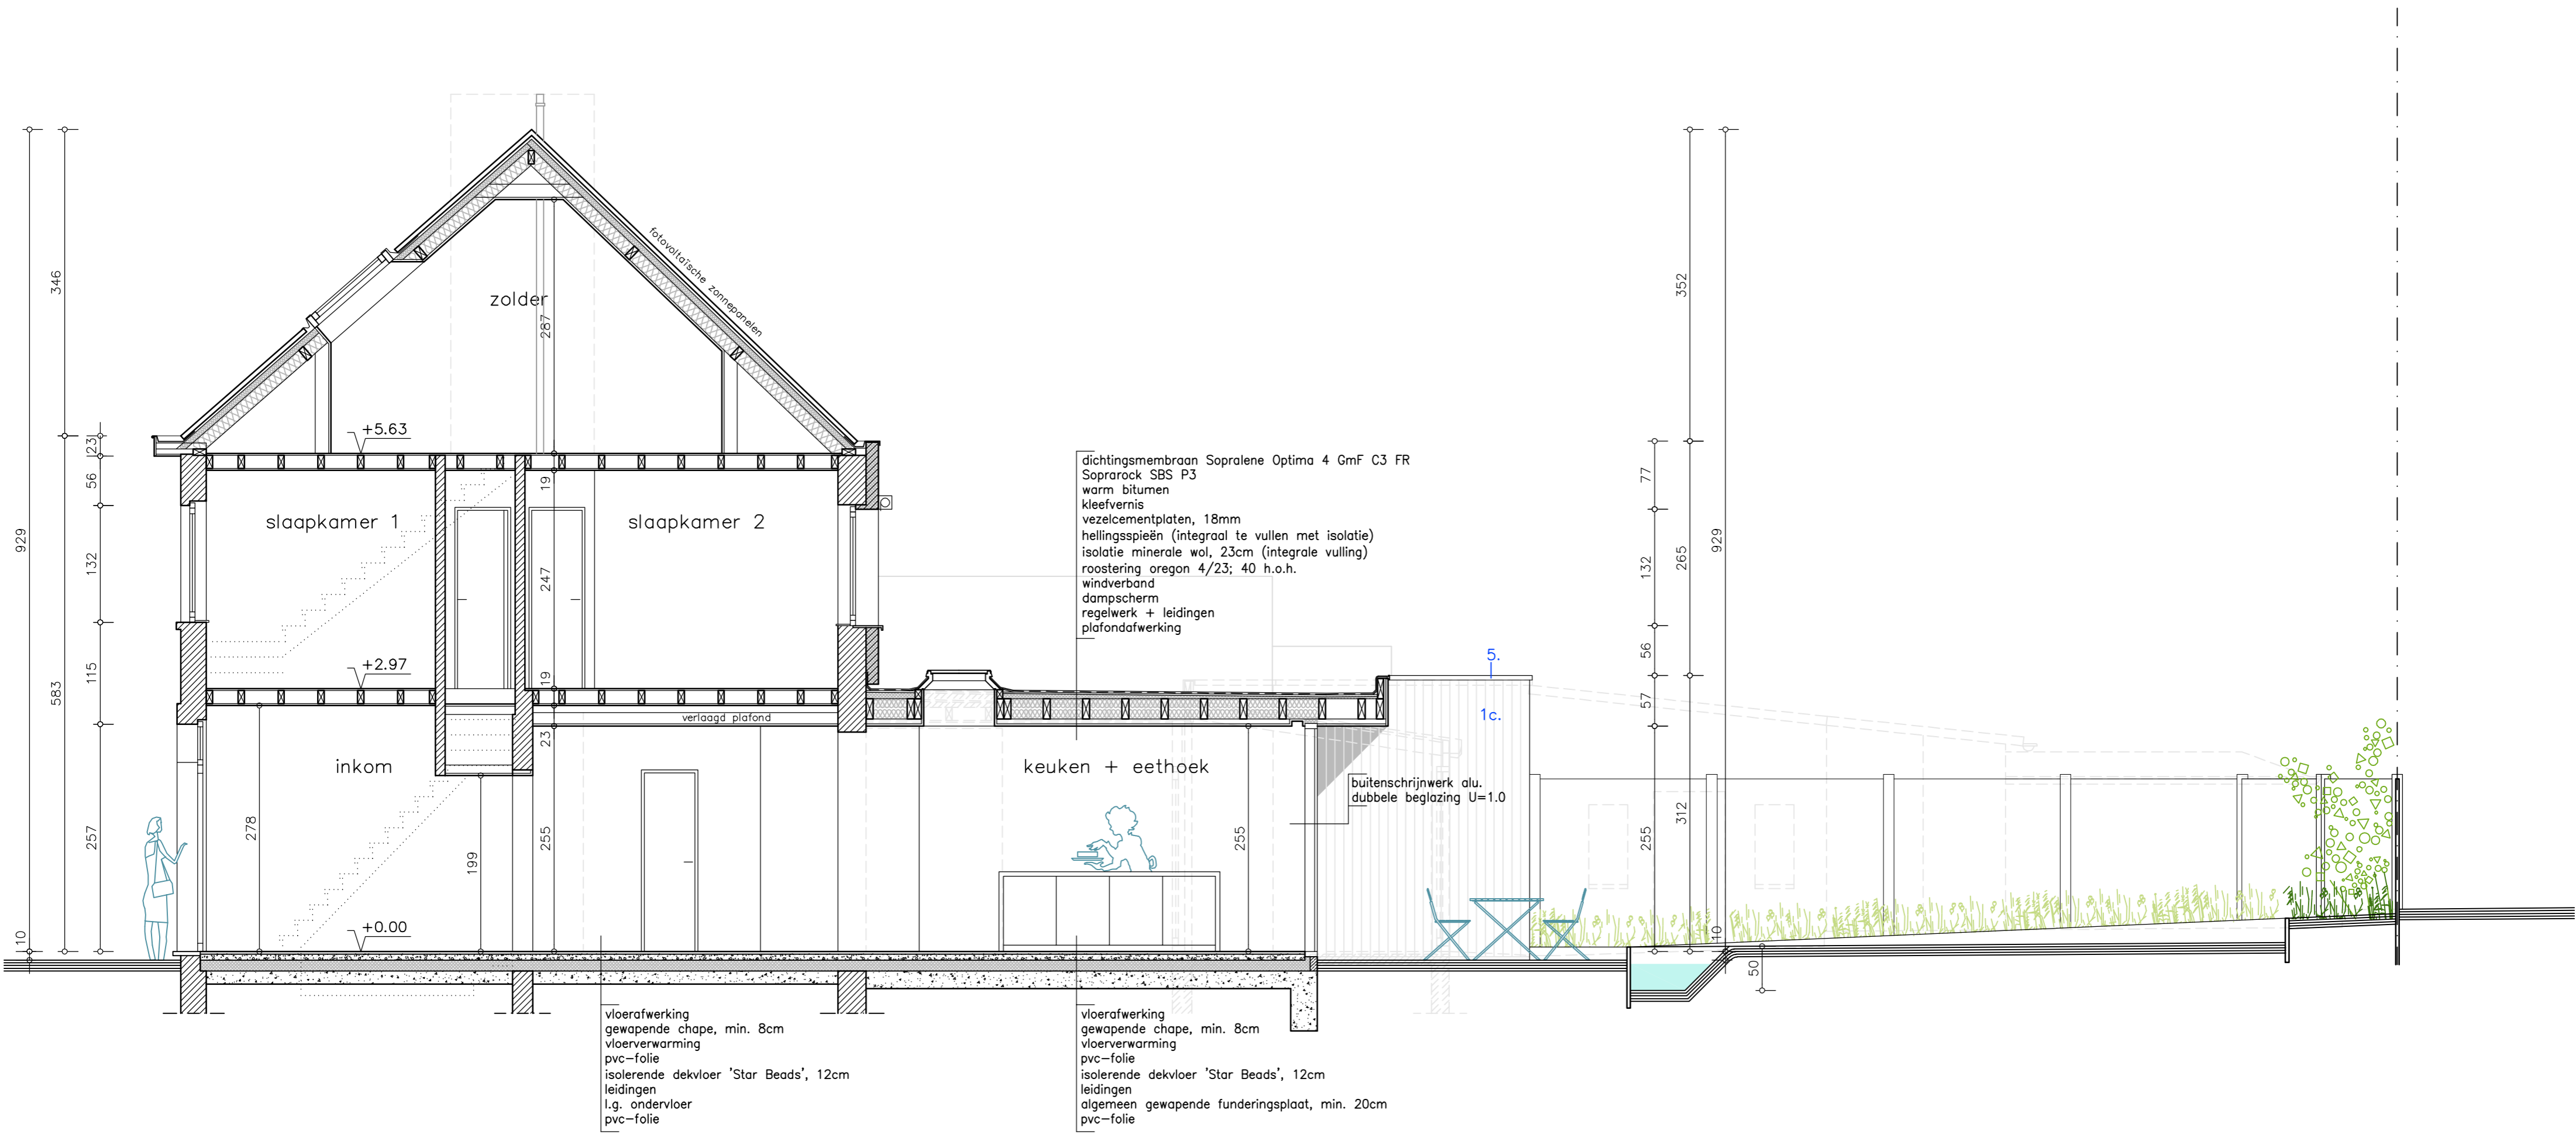 346
929
583
10
23
56
132
115
257
zolder
287
fotovoltaïsche zonnepanelen
+5.63
slaapkamer 1
slaapkamer 2
19
247
19
+2.97
verlaagd plafond
23
inkom
278
199
255
+0.00
keuken + eethoek
255
dichtingsmembraan Sopralene Optima 4 GmF C3 FR
Soprarock SBS P3
warm bitumen
kleefvernis
vezelcementplaten, 18mm
hellingsspieën (integraal te vullen met isolatie)
isolatie minerale wol, 23cm (integrale vulling)
roostering oregon 4/23; 40 h.o.h.
windverband
dampscherm
regelwerk + leidingen
plafondafwerking
5.
1c.
buitenschrijnwerk alu.
dubbele beglazing U=1.0
352
77
132
265
929
56
57
255
312
10
50
vloerafwerking
gewapende chape, min. 8cm
vloerverwarming
pvc-folie
isolerende dekvloer 'Star Beads', 12cm
leidingen
l.g. ondervloer
pvc-folie
vloerafwerking
gewapende chape, min. 8cm
vloerverwarming
pvc-folie
isolerende dekvloer 'Star Beads', 12cm
leidingen
algemeen gewapende funderingsplaat, min. 20cm
pvc-folie